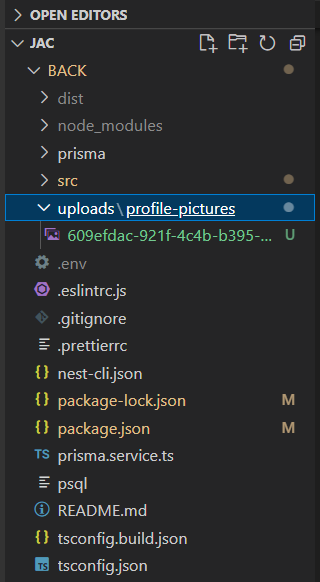 OPEN EDITORS
JAC
BACK
dist
node_modules
prisma
src
uploads\profile-pictures
609efdac-921f-4c4b-b395-... U
.env
.eslintrc.js
.gitignore
.prettierrc
{} nest-cli.json
{} package-lock.json M
{} package.json M
TS prisma.service.ts
psql
README.md
{} tsconfig.build.json
TS tsconfig.json